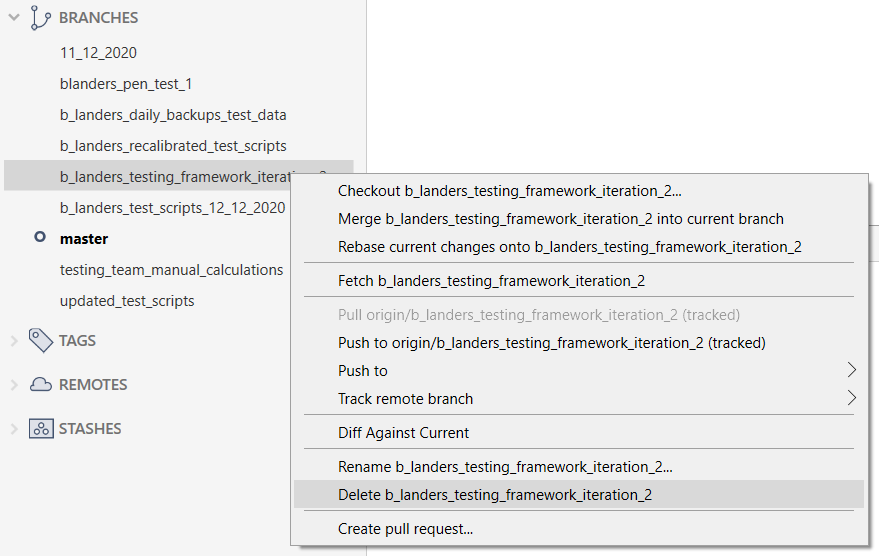 BRANCHES
11_12_2020
blanders_pen_test_1
b_landers_daily_backups_test_data
b_landers_recalibrated_test_scripts
b_landers_testing_framework_iteration_2
b_landers_test_scripts_12_12_2020
master
testing_team_manual_calculations
updated_test_scripts
TAGS
REMOTES
STASHES
Checkout b_landers_testing_framework_iteration_2...
Merge b_landers_testing_framework_iteration_2 into current branch
Rebase current changes onto b_landers_testing_framework_iteration_2
Fetch b_landers_testing_framework_iteration_2
Pull origin/b_landers_testing_framework_iteration_2 (tracked)
Push to origin/b_landers_testing_framework_iteration_2 (tracked)
Push to
Track remote branch
Diff Against Current
Rename b_landers_testing_framework_iteration_2...
Delete b_landers_testing_framework_iteration_2
Create pull request...